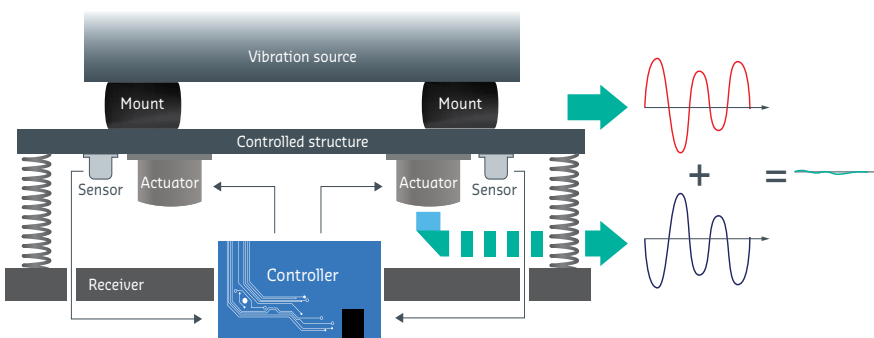 Vibration source
Mount
Mount
Controlled structure
Sensor
Actuator
Actuator
Sensor
+
=
Controller
Receiver